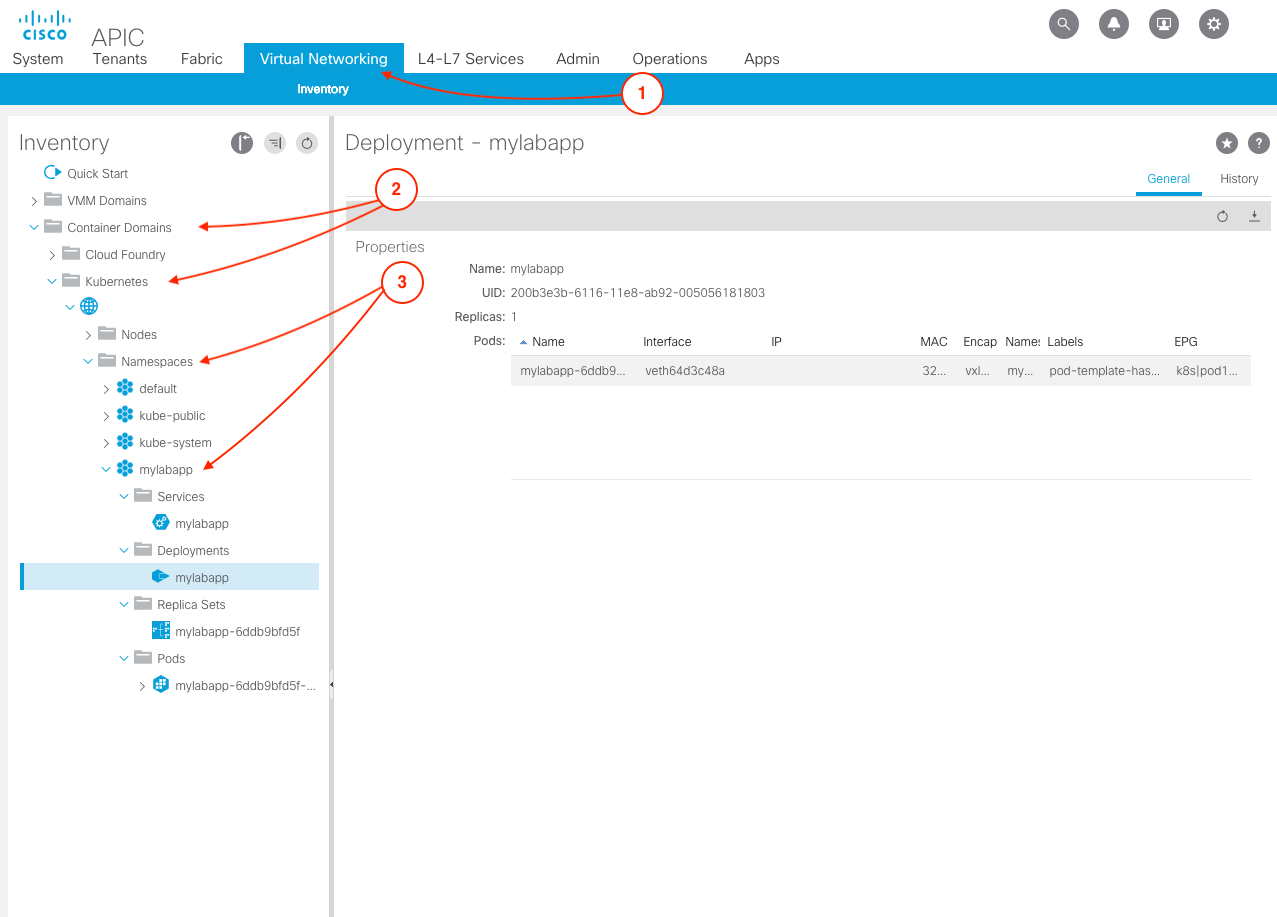 CISCO
APIC
System Tenants Fabric Virtual Networking L4-L7 Services Admin Operations Apps
Inventory
1
Inventory
Quick Start
VMM Domains
Container Domains
Cloud Foundry
Kubernetes
Nodes
Namespaces
default
kube-public
kube-system
mylabapp
Services
mylabapp
Deployments
mylabapp
Replica Sets
mylabapp-6ddb9bfd5f
Pods
mylabapp-6ddb9bfd5f-...
2
3
Deployment - mylabapp
?
General History
Properties
Name: mylabapp
UID: 200b3e3b-6116-11e8-ab92-005056181803
Replicas: 1
Pods: Name Interface IP MAC Encap Names Labels EPG
mylabapp-6ddb9... veth64d3c48a 32... vxl... my... pod-template-has... k8s|pod1...